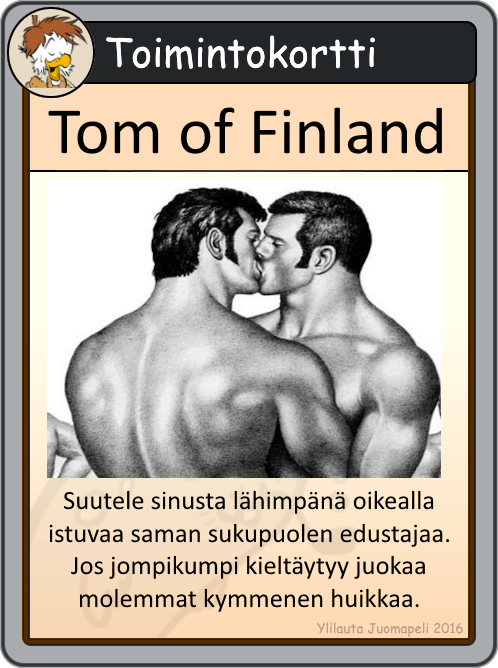 Toimintokortti
Tom of Finland
Suutele sinusta lähimpänä oikealla
istuvaa saman sukupuolen edustajaa.
Jos jompikumpi kieltäytyy juokaa
molemmat kymmenen huikkaa.
Ylilauta Juomapeli 2016